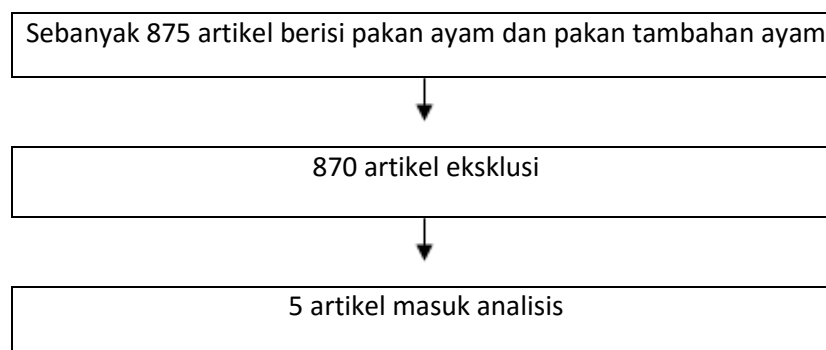 Sebanyak 875 artikel berisi pakan ayam dan pakan tambahan ayam
870 artikel eksklusi
5 artikel masuk analisis